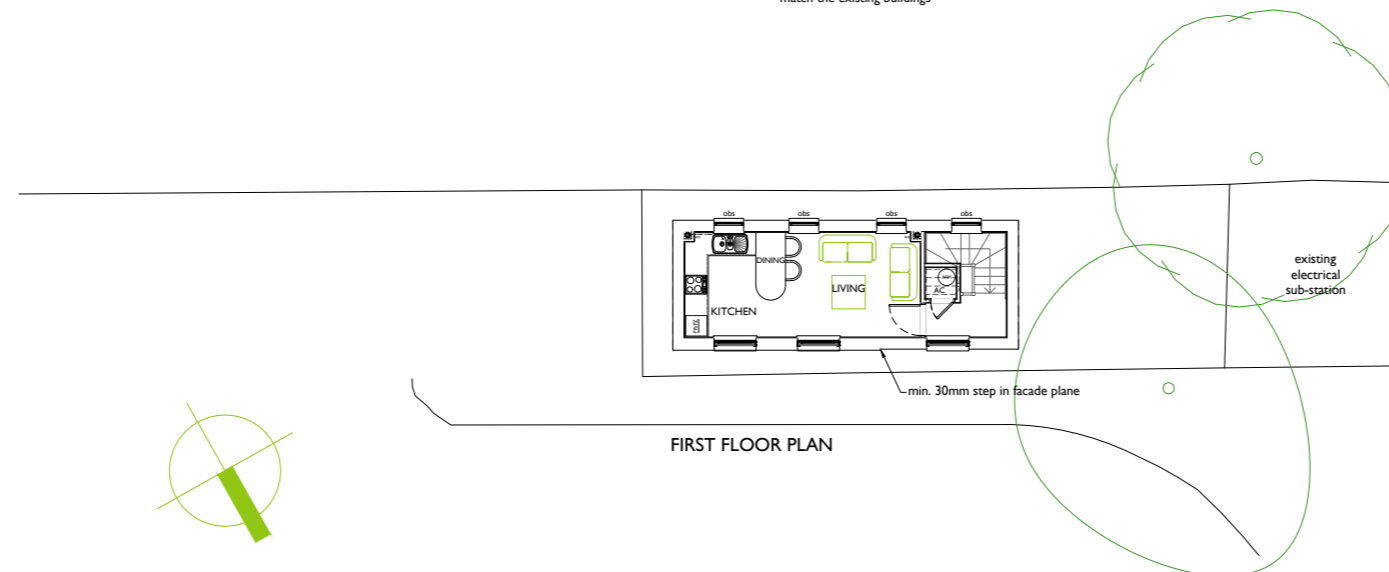 match the existing buildings
obs obs obs obs
DINING
LIVING
AC
KITCHEN
existing
electrical
sub-station
min. 30mm step in facade plane
FIRST FLOOR PLAN